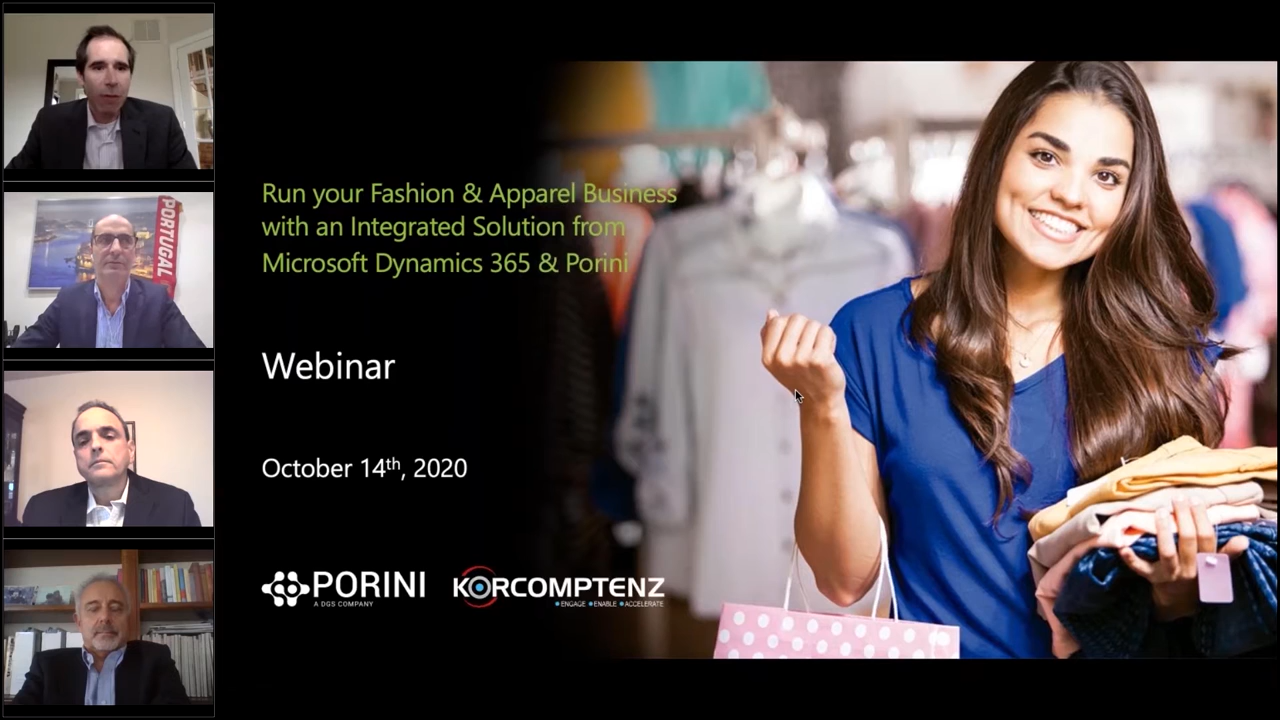 PORTUGAL
Run your Fashion & Apparel Business
with an Integrated Solution from
Microsoft Dynamics 365 & Porini
Webinar
October 14th, 2020
PORINI
A DGS COMPANY
KORCOMPTENZ
ENGAGE ENABLE ACCELERATE